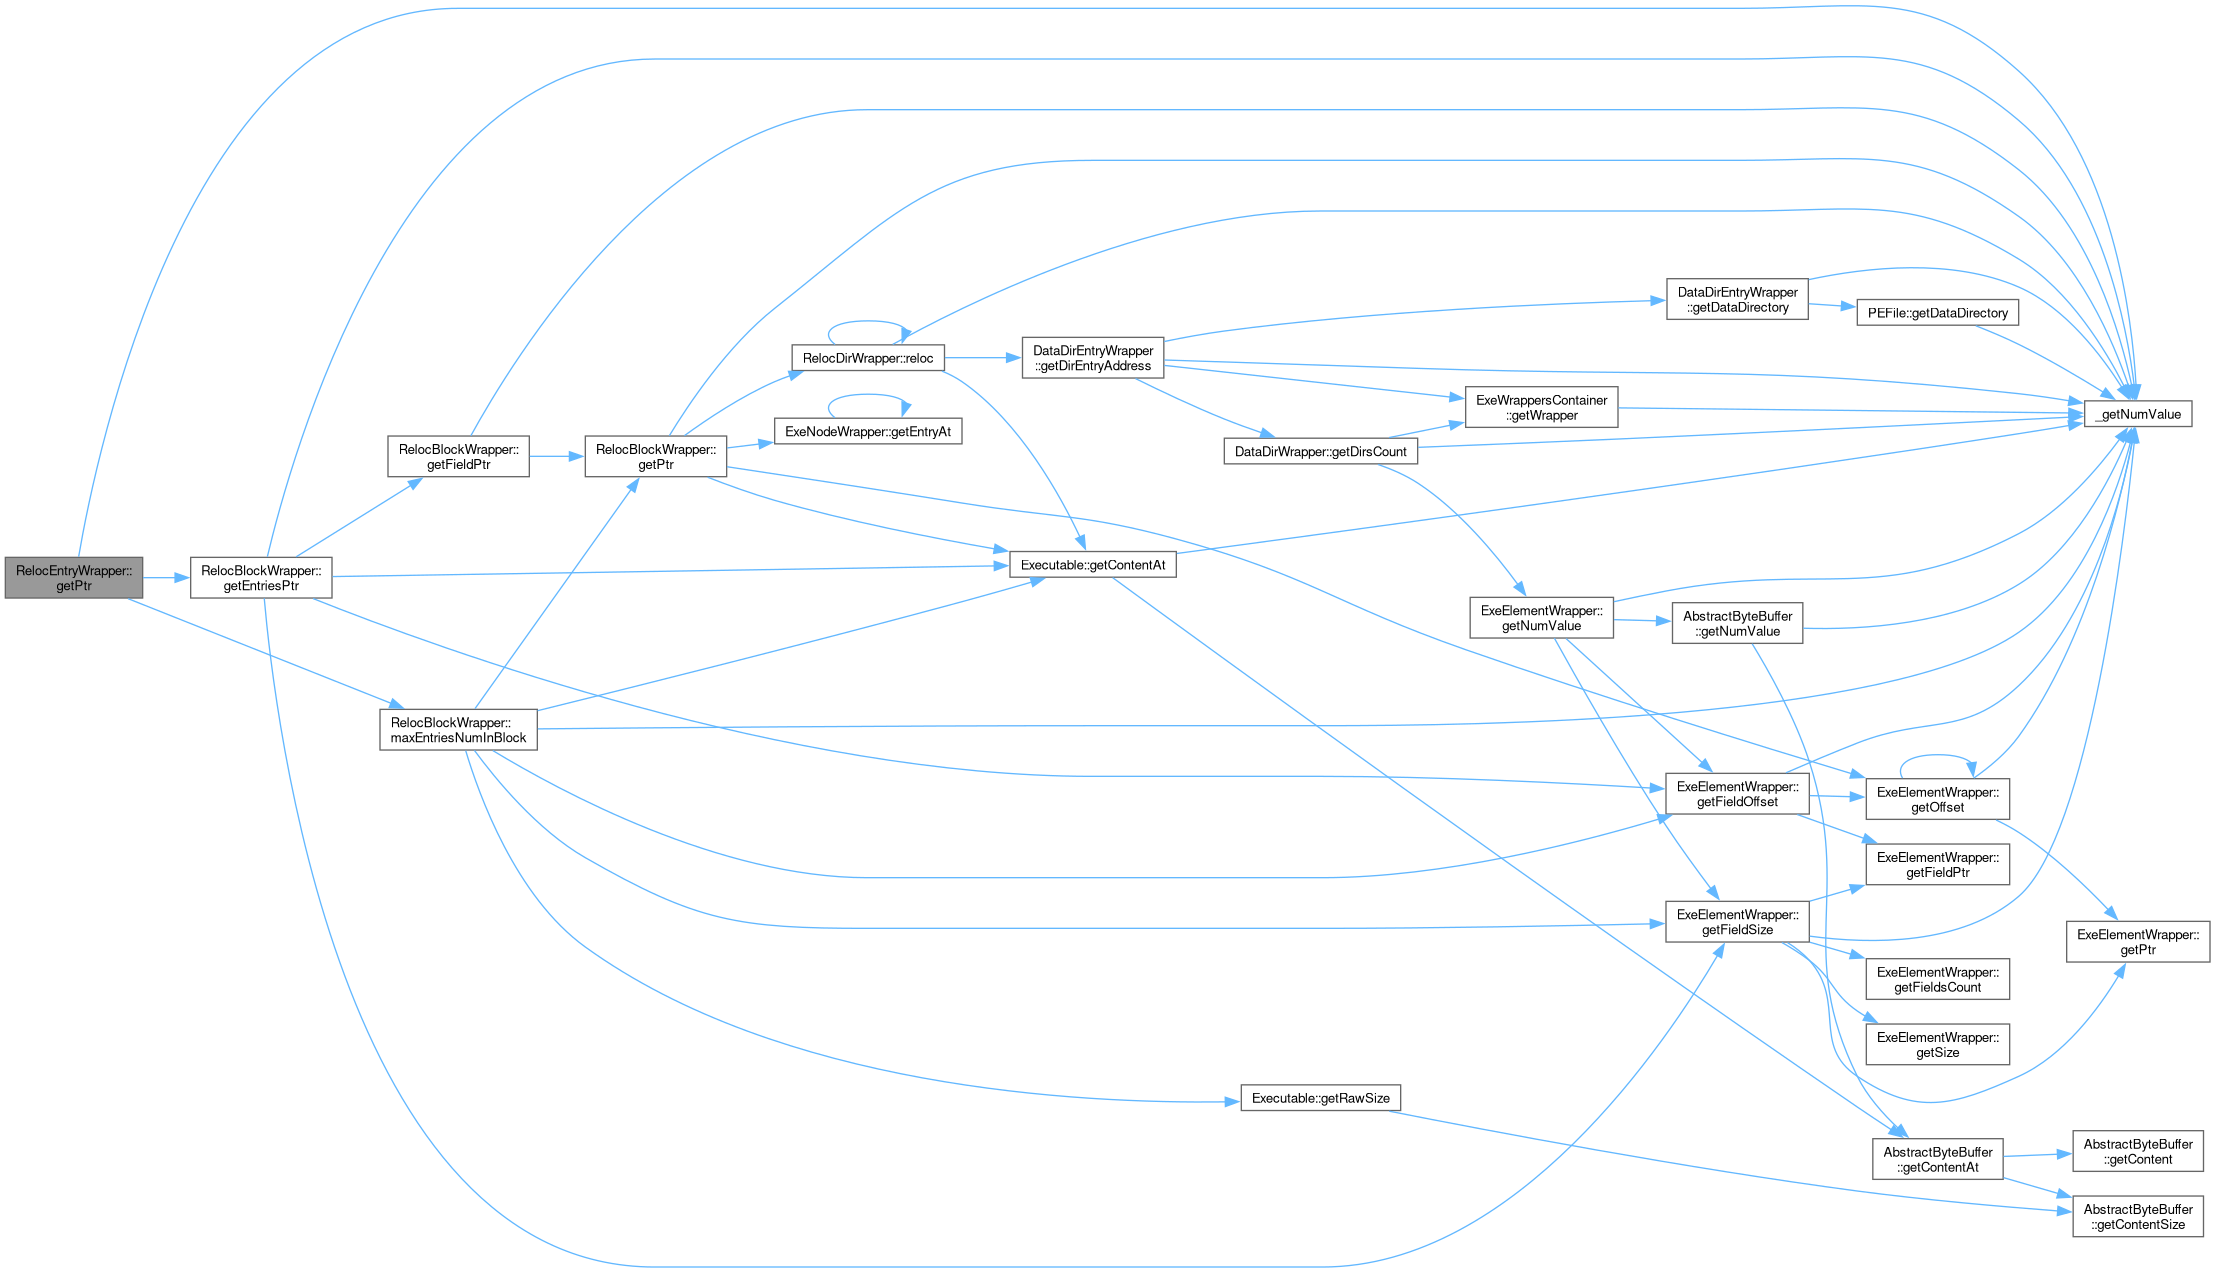 RelocEntryWrapper::
getPtr
RelocBlockWrapper::
getEntriesPtr
RelocBlockWrapper::
getFieldPtr
RelocBlockWrapper::
maxEntriesNumInBlock
RelocBlockWrapper::
getPtr
RelocDirWrapper::reloc
ExeNodeWrapper::getEntryAt
DataDirEntryWrapper
::getDirEntryAddress
Executable::getContentAt
DataDirWrapper::getDirsCount
Executable::getRawSize
ExeWrappersContainer
::getWrapper
ExeElementWrapper::
getNumValue
DataDirEntryWrapper
::getDataDirectory
AbstractByteBuffer
::getNumValue
ExeElementWrapper::
getFieldOffset
ExeElementWrapper::
getFieldSize
PEFile::getDataDirectory
ExeElementWrapper::
getOffset
ExeElementWrapper::
getFieldPtr
ExeElementWrapper::
getFieldsCount
ExeElementWrapper::
getSize
AbstractByteBuffer
::getContentAt
_getNumValue
ExeElementWrapper::
getPtr
AbstractByteBuffer
::getContent
AbstractByteBuffer
::getContentSize